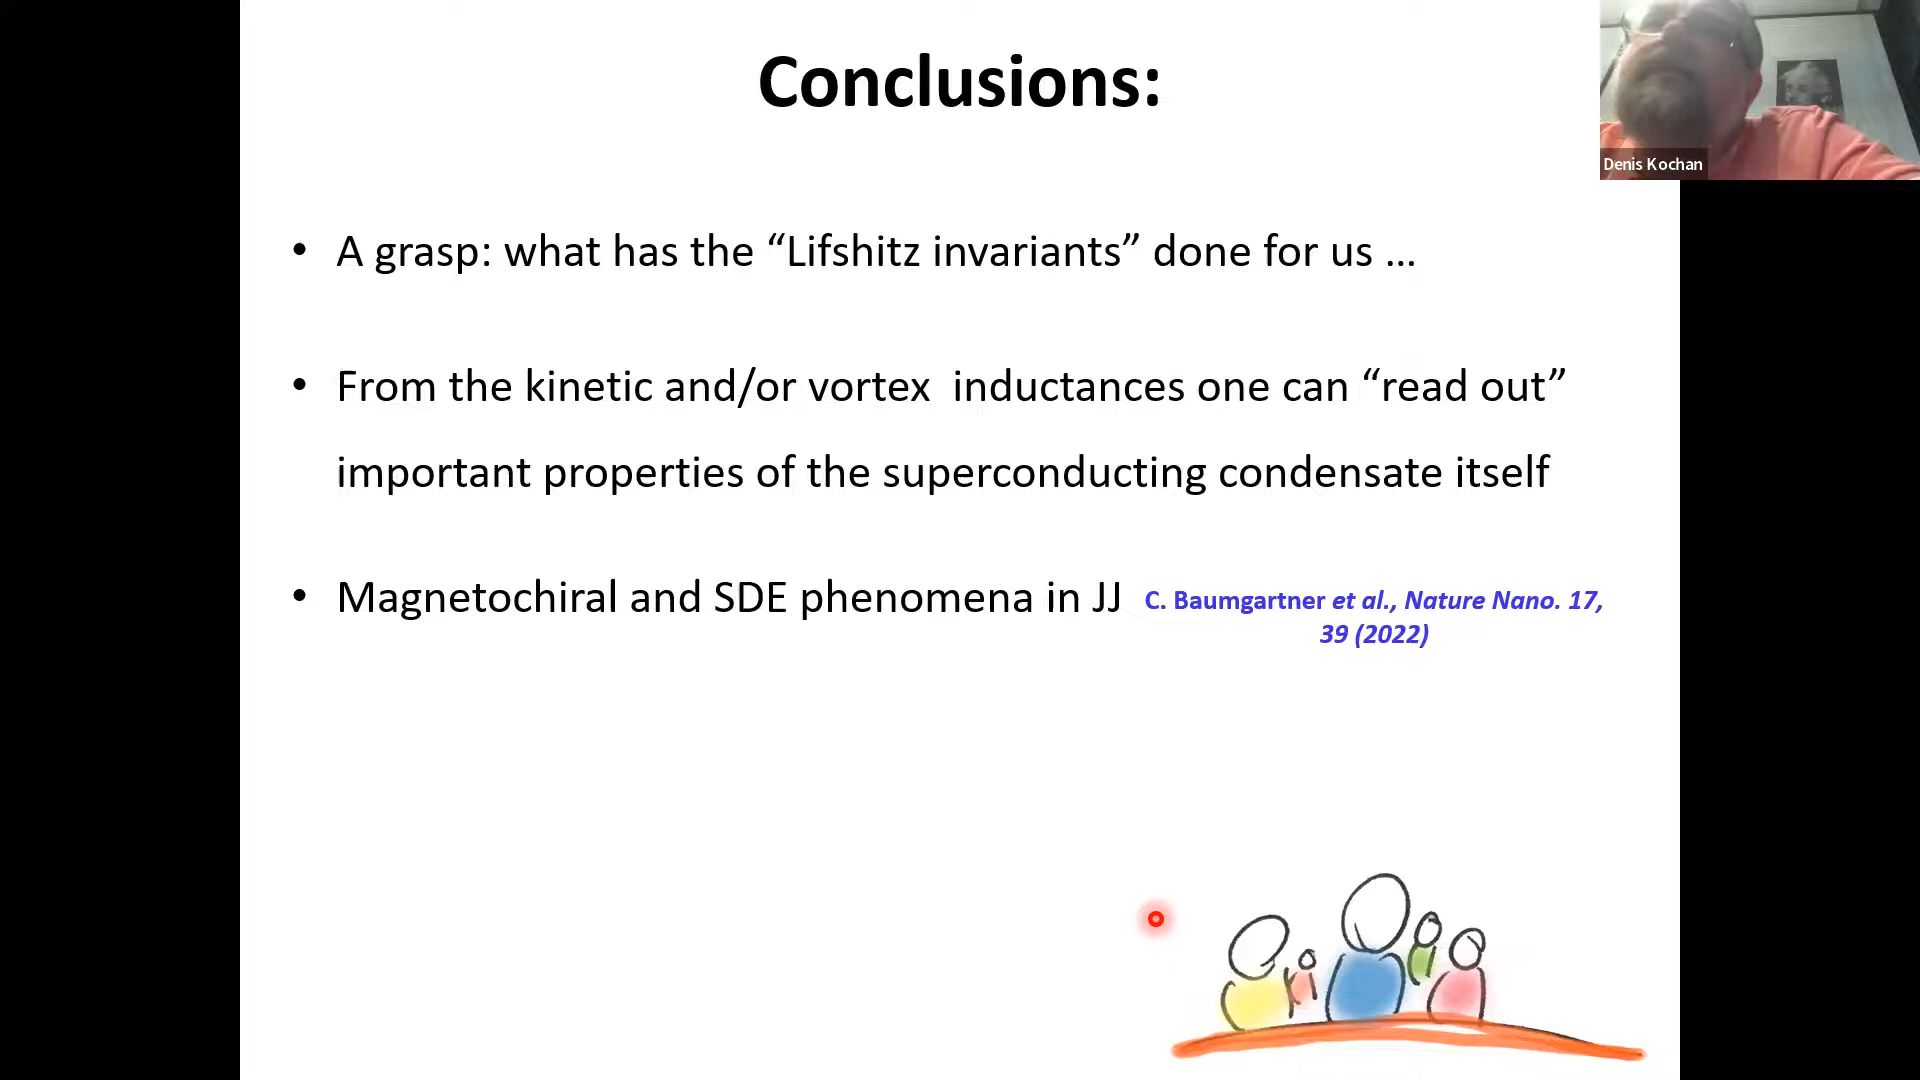 Conclusions:
Denis Kochan
• A grasp: what has the “Lifshitz invariants” done for us ...
• From the kinetic and/or vortex  inductances one can “read out”
important properties of the superconducting condensate itself
• Magnetochiral and SDE phenomena in JJ
C. Baumgartner et al., Nature Nano. 17,
39 (2022)